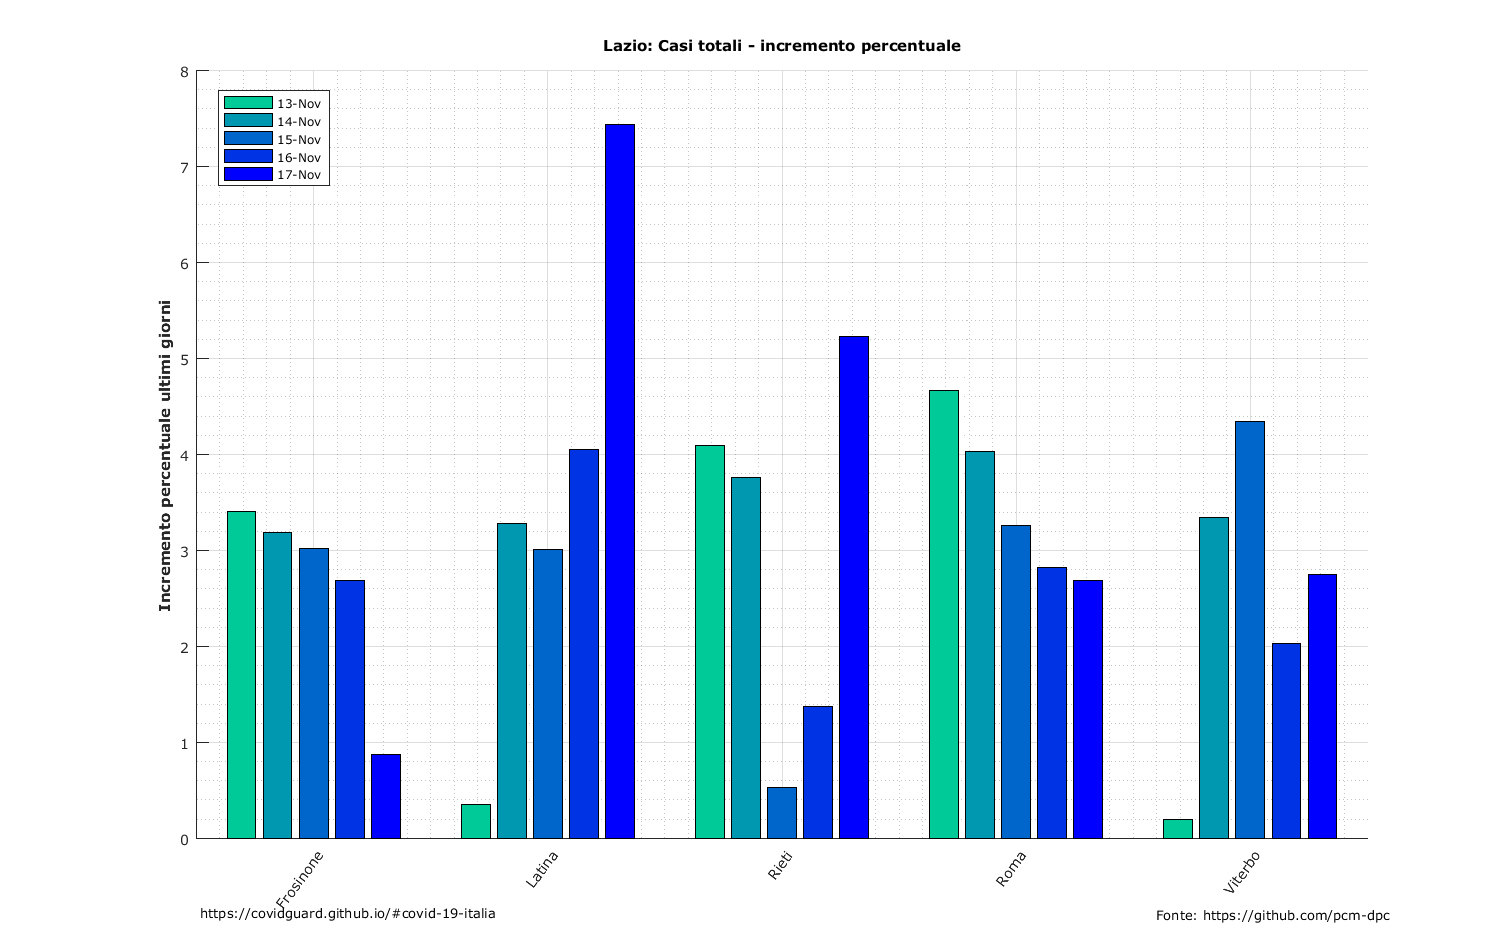 Lazio: Casi totali - incremento percentuale
Incremento percentuale ultimi giorni
8
7
6
5
4
3
2
1
0
13-Nov
14-Nov
15-Nov
16-Nov
17-Nov
Frosinone
Latina
Rieti
Roma
Viterbo
https://covidguard.github.io/#covid-19-italia
Fonte: https://github.com/pcm-dpc